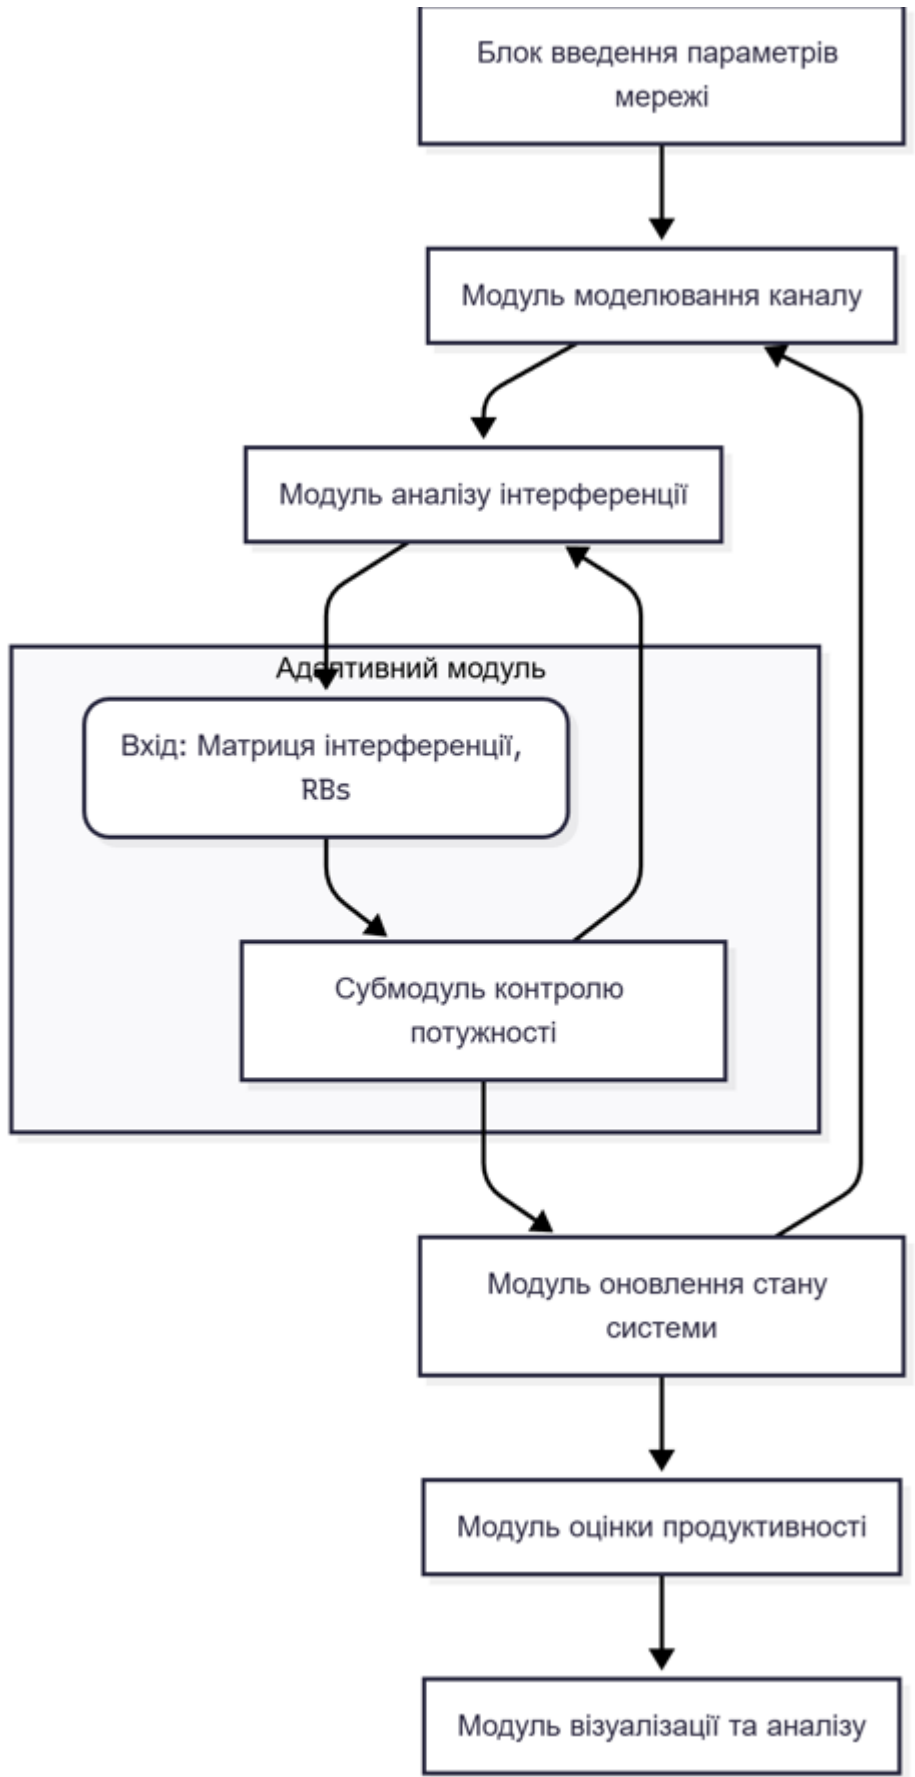 Блок введення параметрів
мережі
Модуль моделювання каналу
Модуль аналізу інтерференції
Адаптивний модуль
Вхід: Матриця інтерференції,
RBs
Субмодуль контролю
потужності
Модуль оновлення стану
системи
Модуль оцінки продуктивності
Модуль візуалізації та аналізу